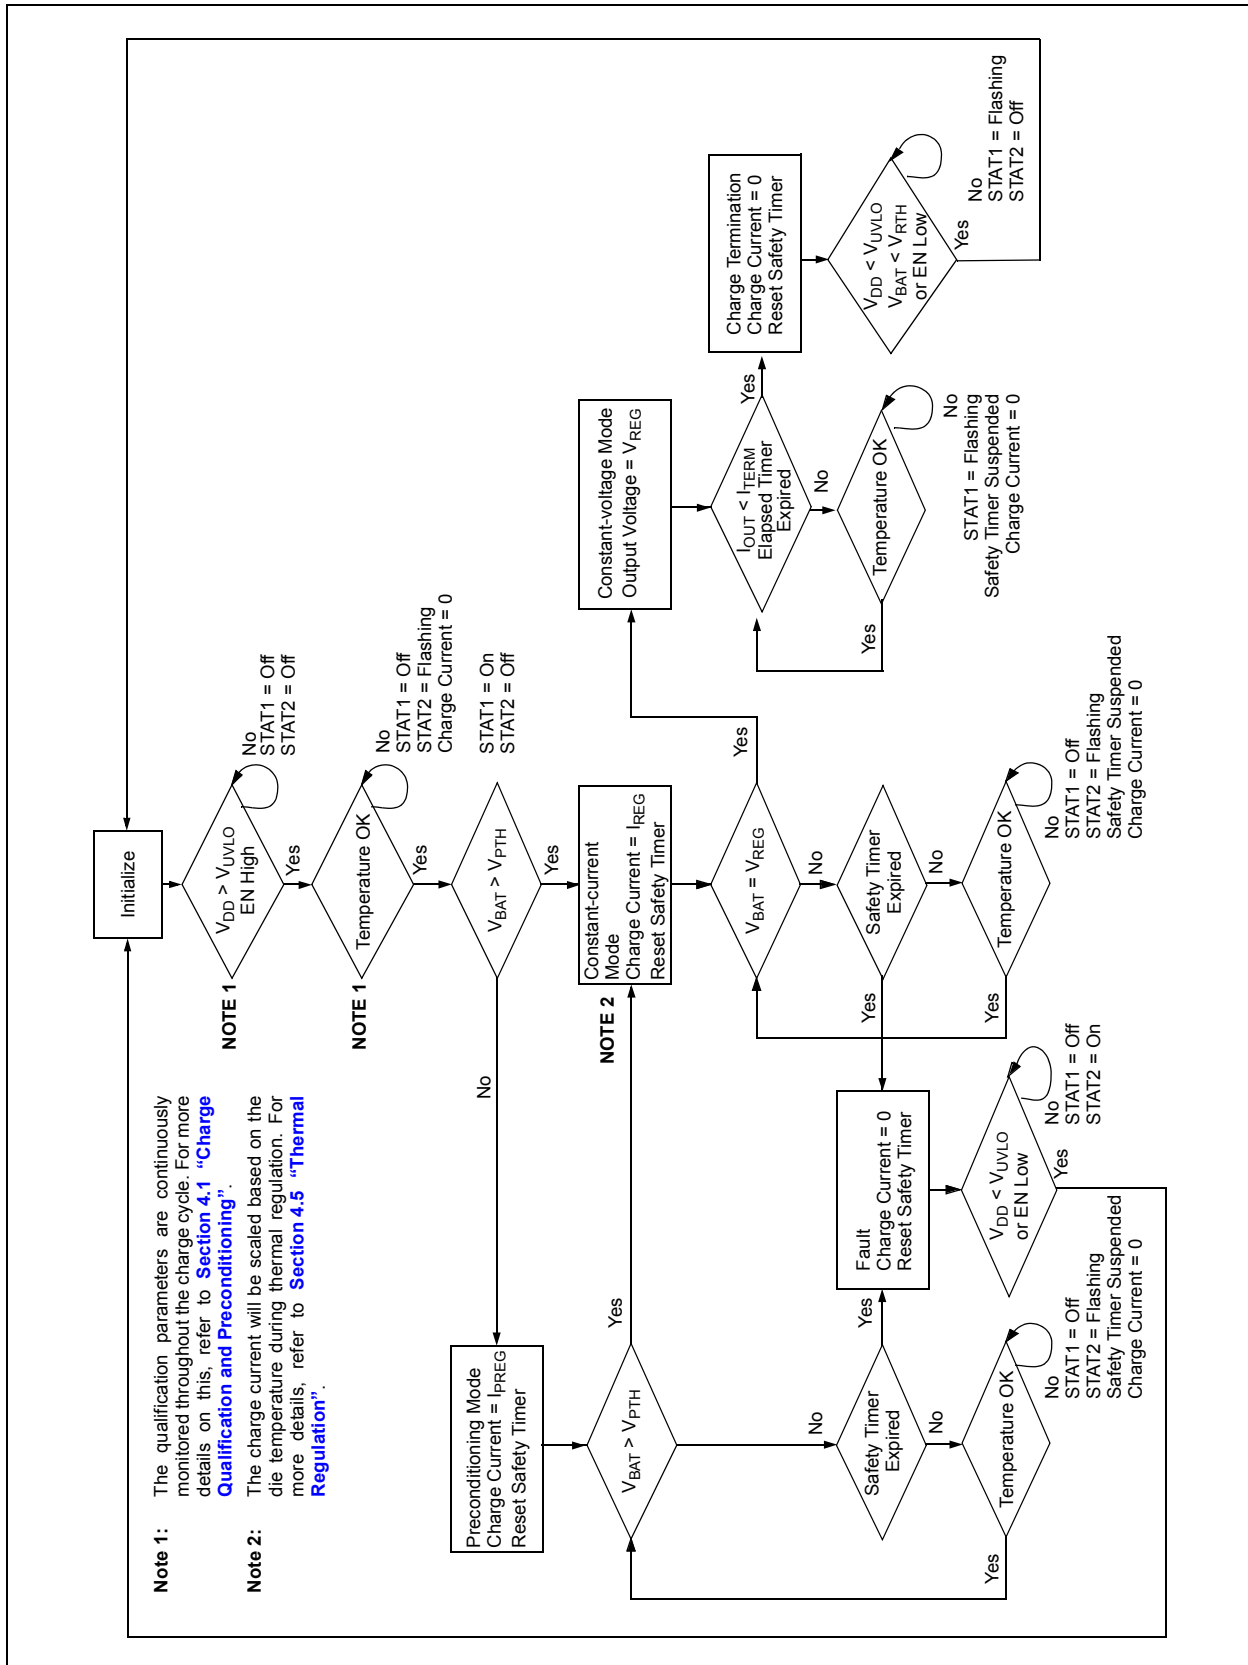 Note 1:
The qualification parameters are continuously
monitored throughout the charge cycle. For more
details on this, refer to Section 4.1 “Charge
Qualification and Preconditioning”.
Note 2:
The charge current will be scaled based on the
die temperature during thermal regulation. For
more details, refer to Section 4.5 “Thermal
Regulation”.
Initialize
NOTE 1
VDD > VUVLO
EN High
No
STAT1 = Off
STAT2 = Off
Yes
NOTE 1
Temperature OK
No
STAT1 = Off
STAT2 = Flashing
Charge Current = 0
Yes
VBAT > VPTH
STAT1 = On
STAT2 = Off
No
Yes
Preconditioning Mode
Charge Current = IPREG
Reset Safety Timer
NOTE 2
Constant-current
Mode
Charge Current = IREG
Reset Safety Timer
Constant-voltage Mode
Output Voltage = VREG
VBAT > VPTH
Yes
No
VBAT = VREG
Yes
No
IOUT < ITERM
Elapsed Timer
Expired
Yes
No
Charge Termination
Charge Current = 0
Reset Safety Timer
Safety Timer
Expired
Yes
No
Fault
Charge Current = 0
Reset Safety Timer
Safety Timer
Expired
Yes
No
Temperature OK
Yes
No
STAT1 = Flashing
Safety Timer Suspended
Charge Current = 0
VDD < VUVLO
VBAT < VRTH
or EN Low
Yes
No
STAT1 = Flashing
STAT2 = Off
Temperature OK
Yes
No
STAT1 = Off
STAT2 = Flashing
Safety Timer Suspended
Charge Current = 0
VDD < VUVLO
or EN Low
Yes
No
STAT1 = Off
STAT2 = On
Temperature OK
Yes
No
STAT1 = Off
STAT2 = Flashing
Safety Timer Suspended
Charge Current = 0